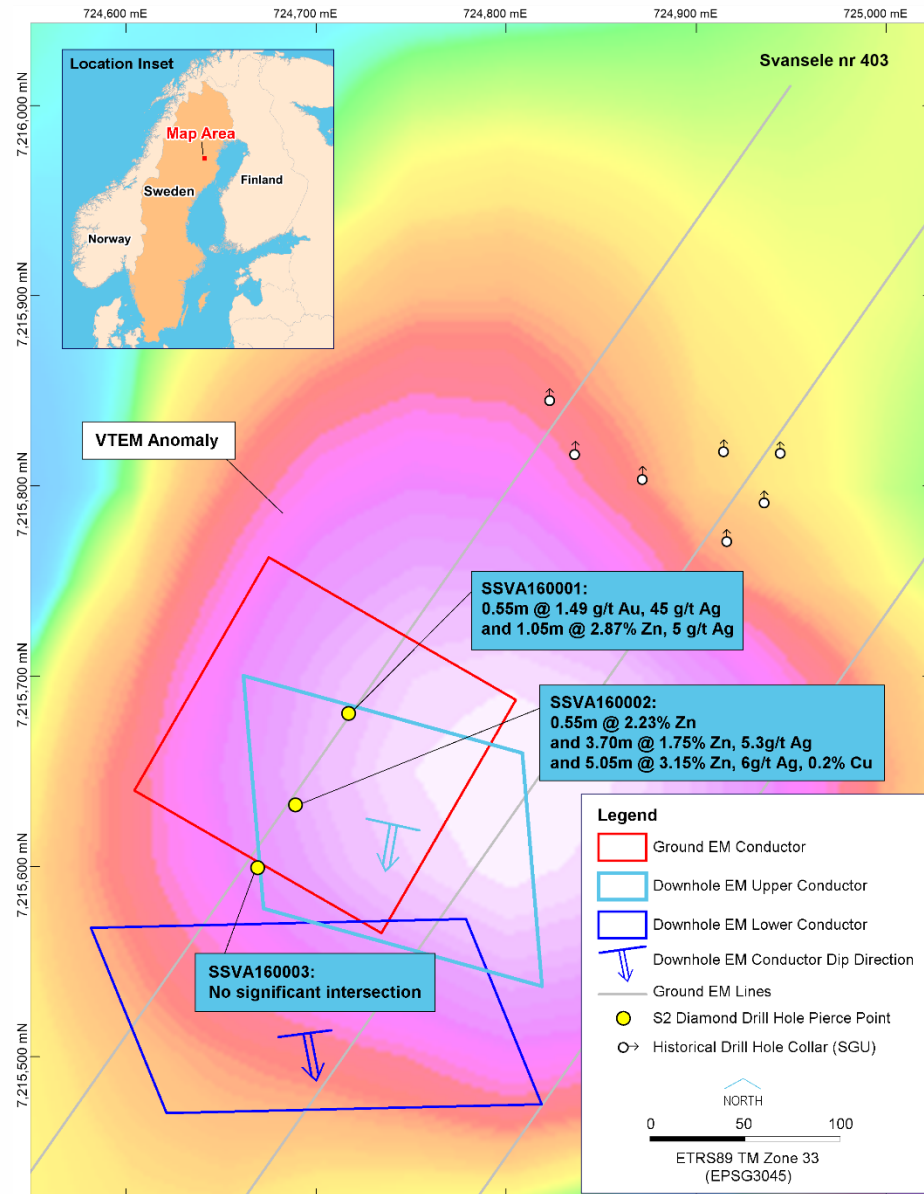 724,600 mE
724,700 mE
724,800 mE
724,900 mE
725,000 mE
7,216,000 mN
7,215,900 mN
7,215,800 mN
7,215,700 mN
7,215,600 mN
7,215,500 mN
Location Inset
Map Area
Sweden
Finland
Norway
Svansele nr 403
VTEM Anomaly
SSVA160001:
0.55m @ 1.49 g/t Au, 45 g/t Ag
and 1.05m @ 2.87% Zn, 5 g/t Ag
SSVA160002:
0.55m @ 2.23% Zn
and 3.70m @ 1.75% Zn, 5.3g/t Ag
and 5.05m @ 3.15% Zn, 6g/t Ag, 0.2% Cu
SSVA160003:
No significant intersection
Legend
Ground EM Conductor
Downhole EM Upper Conductor
Downhole EM Lower Conductor
Downhole EM Conductor Dip Direction
Ground EM Lines
S2 Diamond Drill Hole Pierce Point
Historical Drill Hole Collar (SGU)
NORTH
0 50 100
ETRS89 TM Zone 33
(EPSG3045)